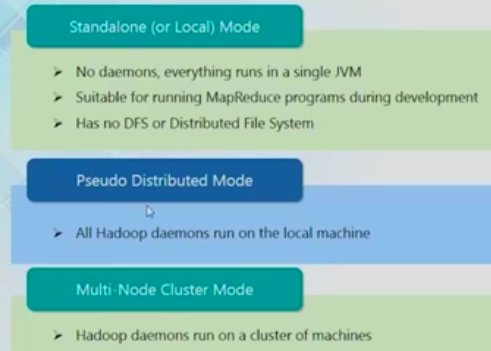 Standalone (or Local) Mode
➤ No daemons, everything runs in a single JVM
➤ Suitable for running MapReduce programs during development
➤ Has no DFS or Distributed File System
Pseudo Distributed Mode
➤ All Hadoop daemons run on the local machine
Multi-Node Cluster Mode
➤ Hadoop daemons run on a cluster of machines